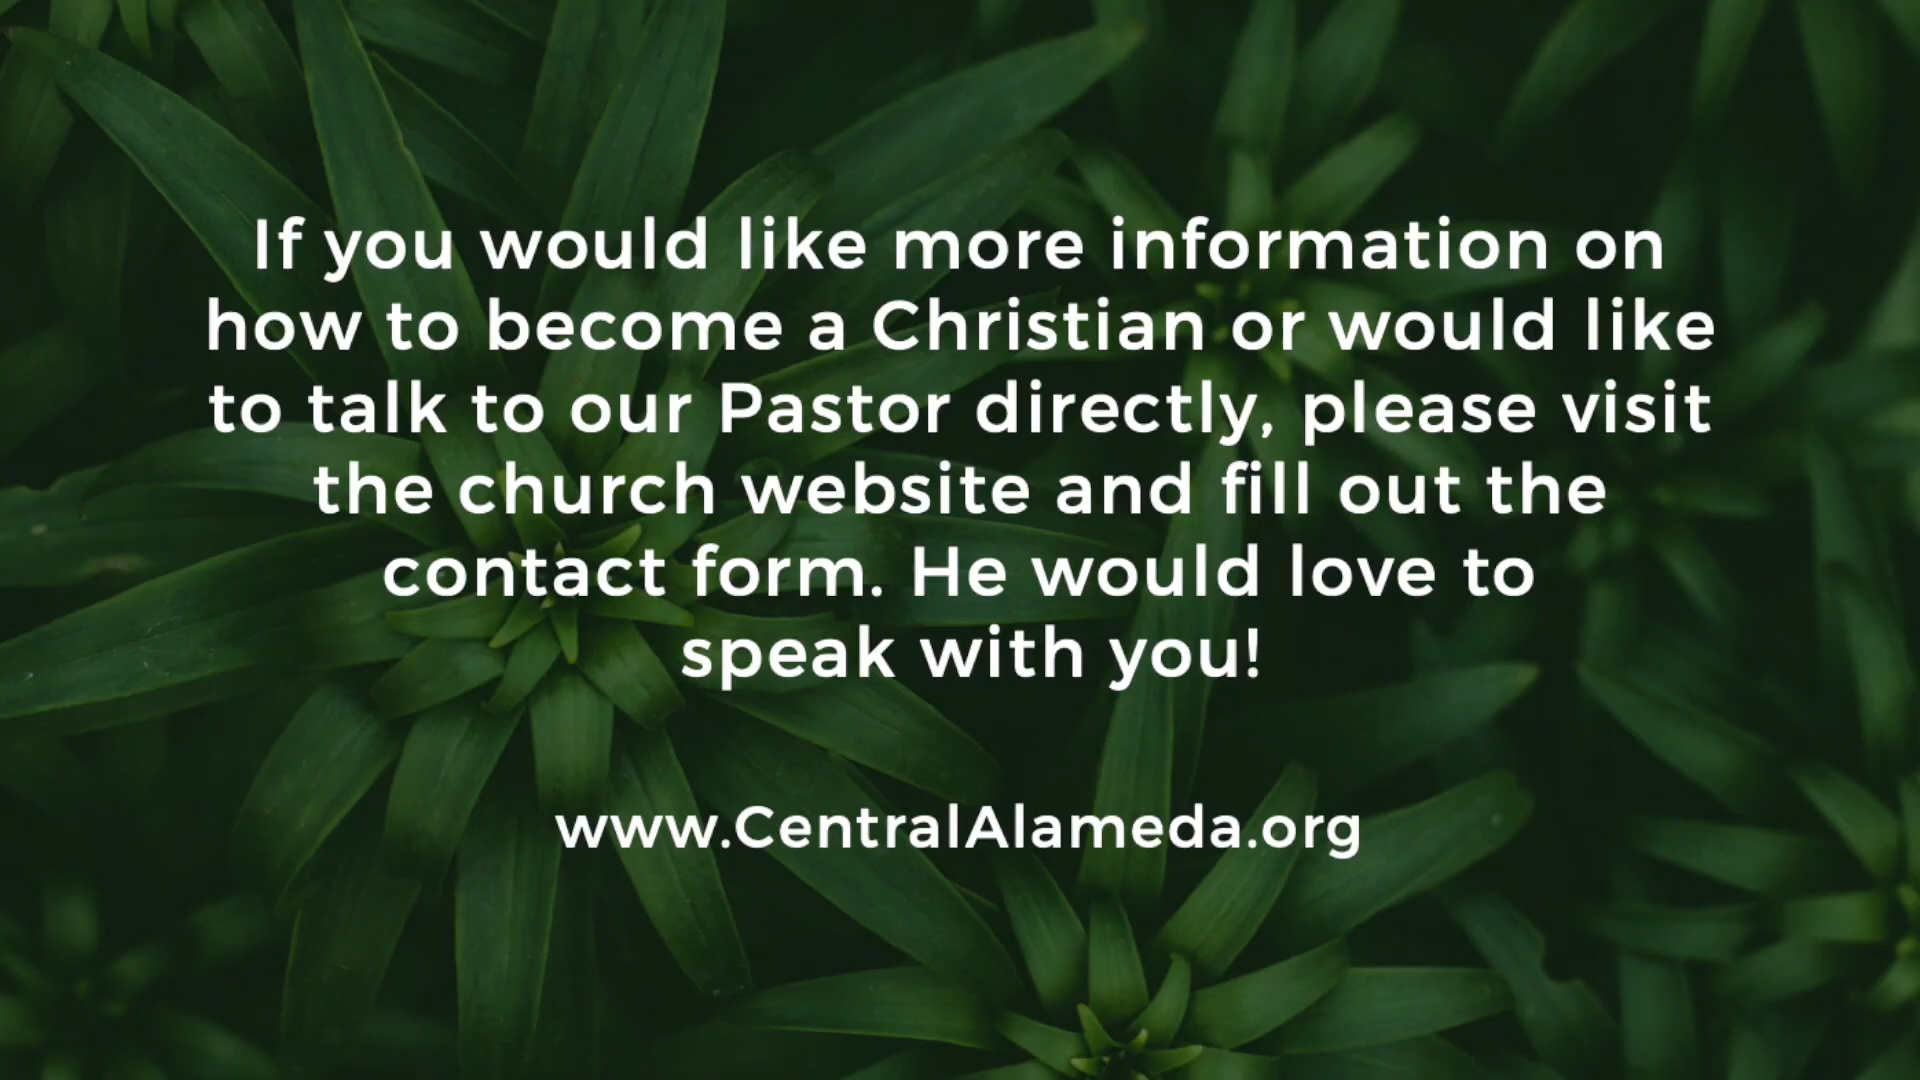 If you would like more information on
how to become a Christian or would like
to talk to our Pastor directly, please visit
the church website and fill out the
contact form. He would love to
speak with you!
www.CentralAlameda.org